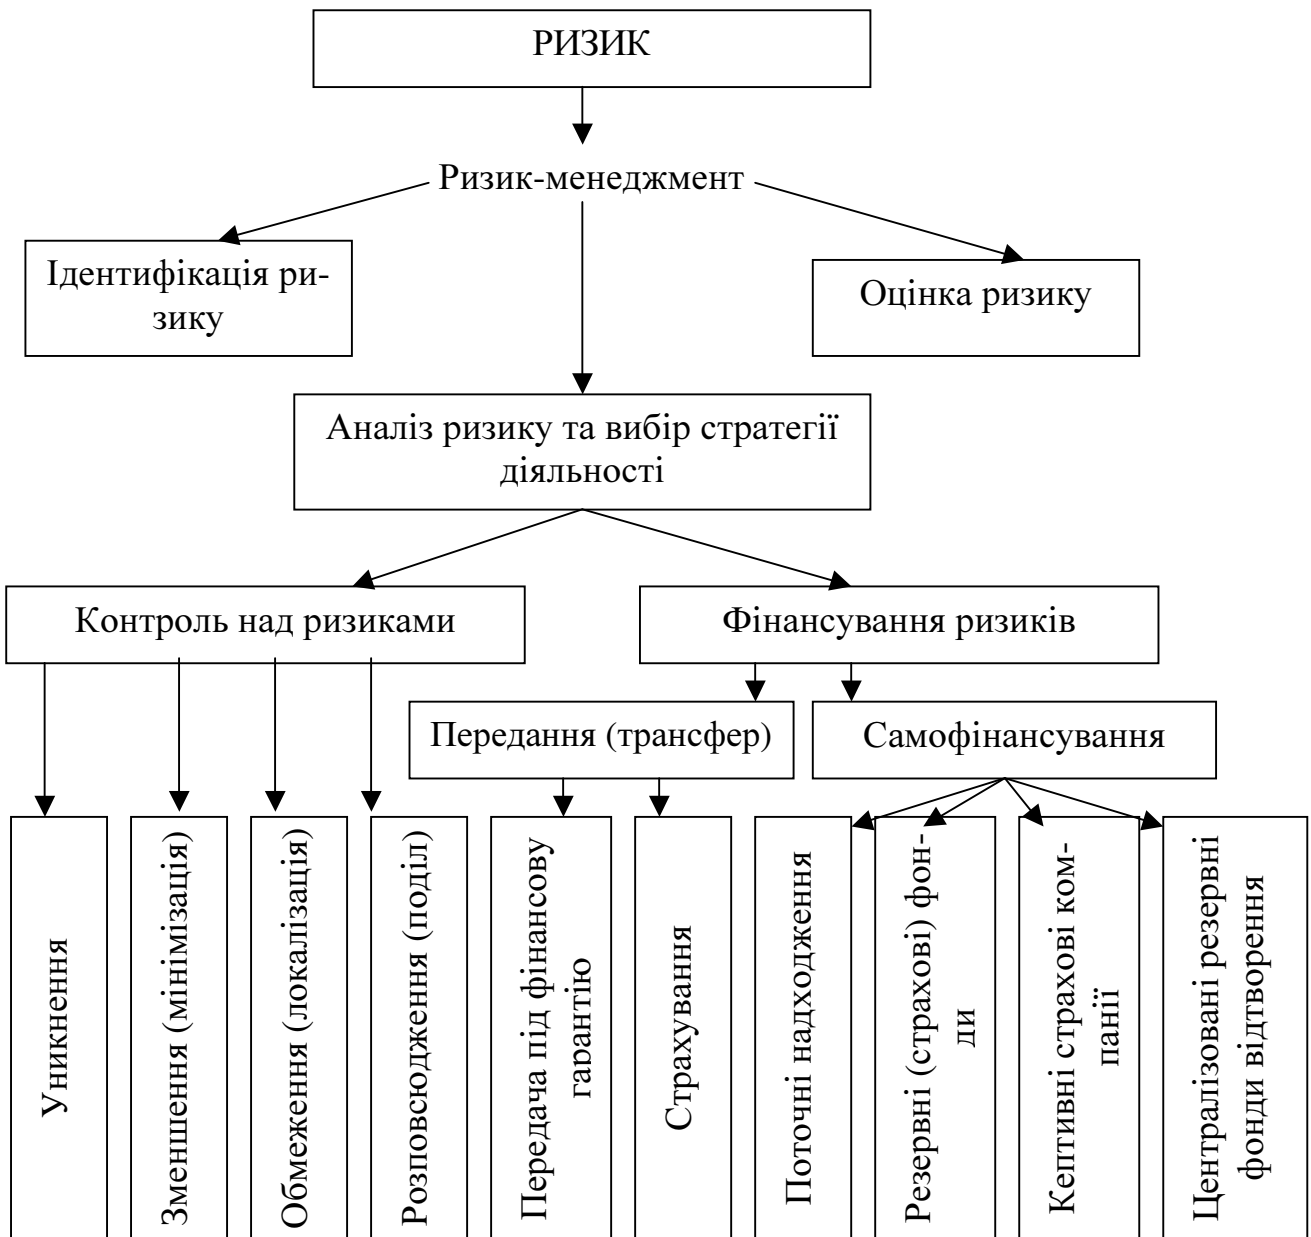 РИЗИК
Ризик-менеджмент
Ідентифікація ри-
зику
Оцінка ризику
Аналіз ризику та вибір стратегії
діяльності
Контроль над ризиками
Фінансування ризиків
Передання (трансфер)
Самофінансування
Уникнення
Зменшення (мінімізація)
Обмеження (локалізація)
Розповсюдження (поділ)
Передача під фінансову
гарантію
Страхування
Поточні надходження
Резервні (страхові) фон-
ди
Кептивні страхові ком-
панії
Централізовані резервні
фонди відтворення